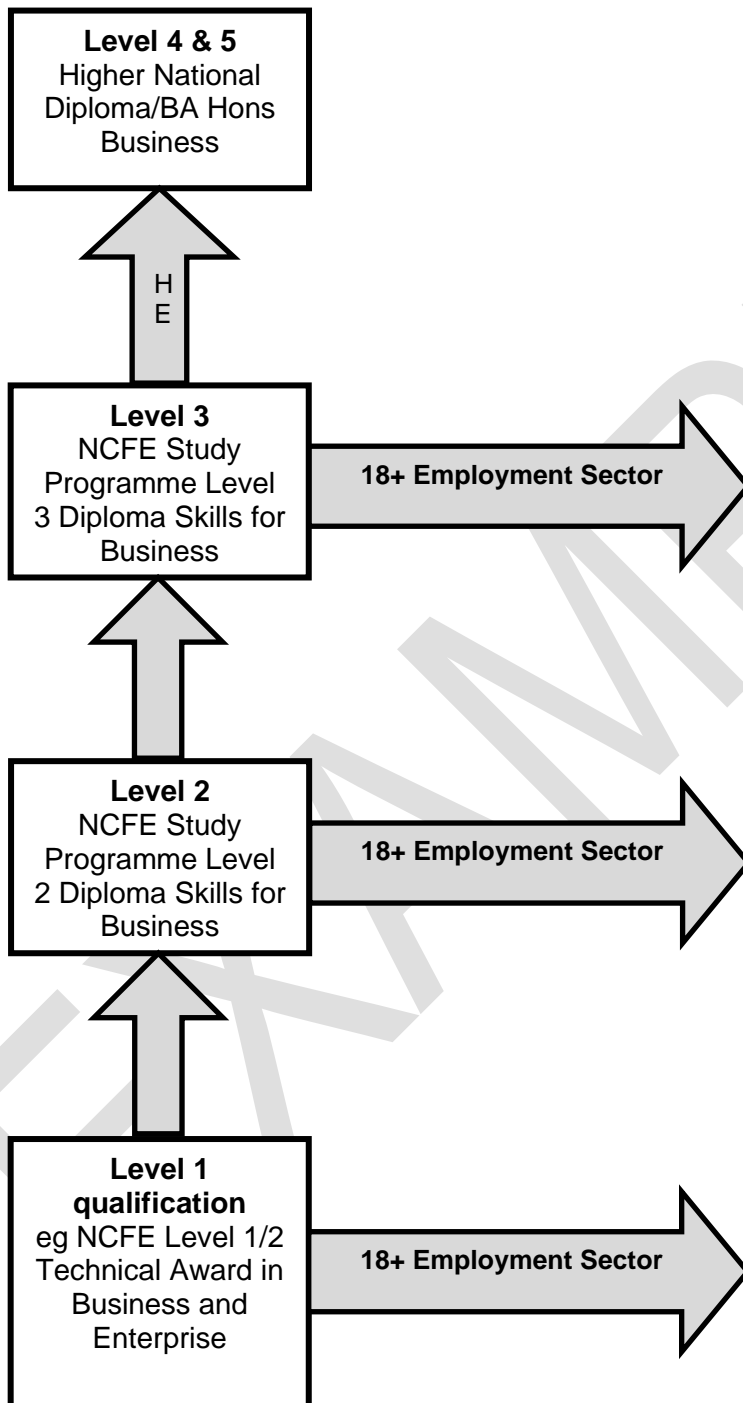 Level 4 & 5
Higher National
Diploma/BA Hons
Business
H
E
Level 3
NCFE Study
Programme Level
3 Diploma Skills for
Business
18+ Employment Sector
Level 2
NCFE Study
Programme Level
2 Diploma Skills for
Business
18+ Employment Sector
Level 1
qualification
eg NCFE Level 1/2
Technical Award in
Business and
Enterprise
18+ Employment Sector